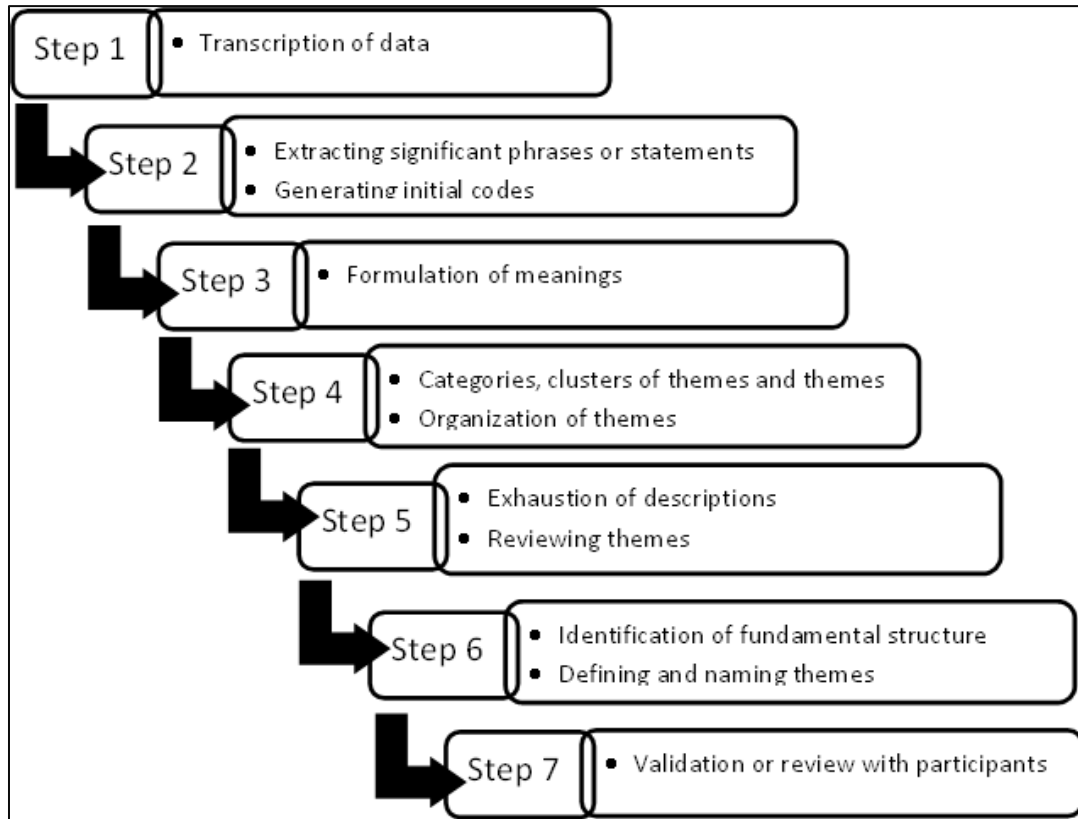 Step 1
• Transcription of data
Step 2
• Extracting significant phrases or statements
• Generating initial codes
Step 3
• Formulation of meanings
Step 4
• Categories, clusters of themes and themes
• Organization of themes
Step 5
• Exhaustion of descriptions
• Reviewing themes
Step 6
• Identification of fundamental structure
• Defining and naming themes
Step 7
• Validation or review with participants